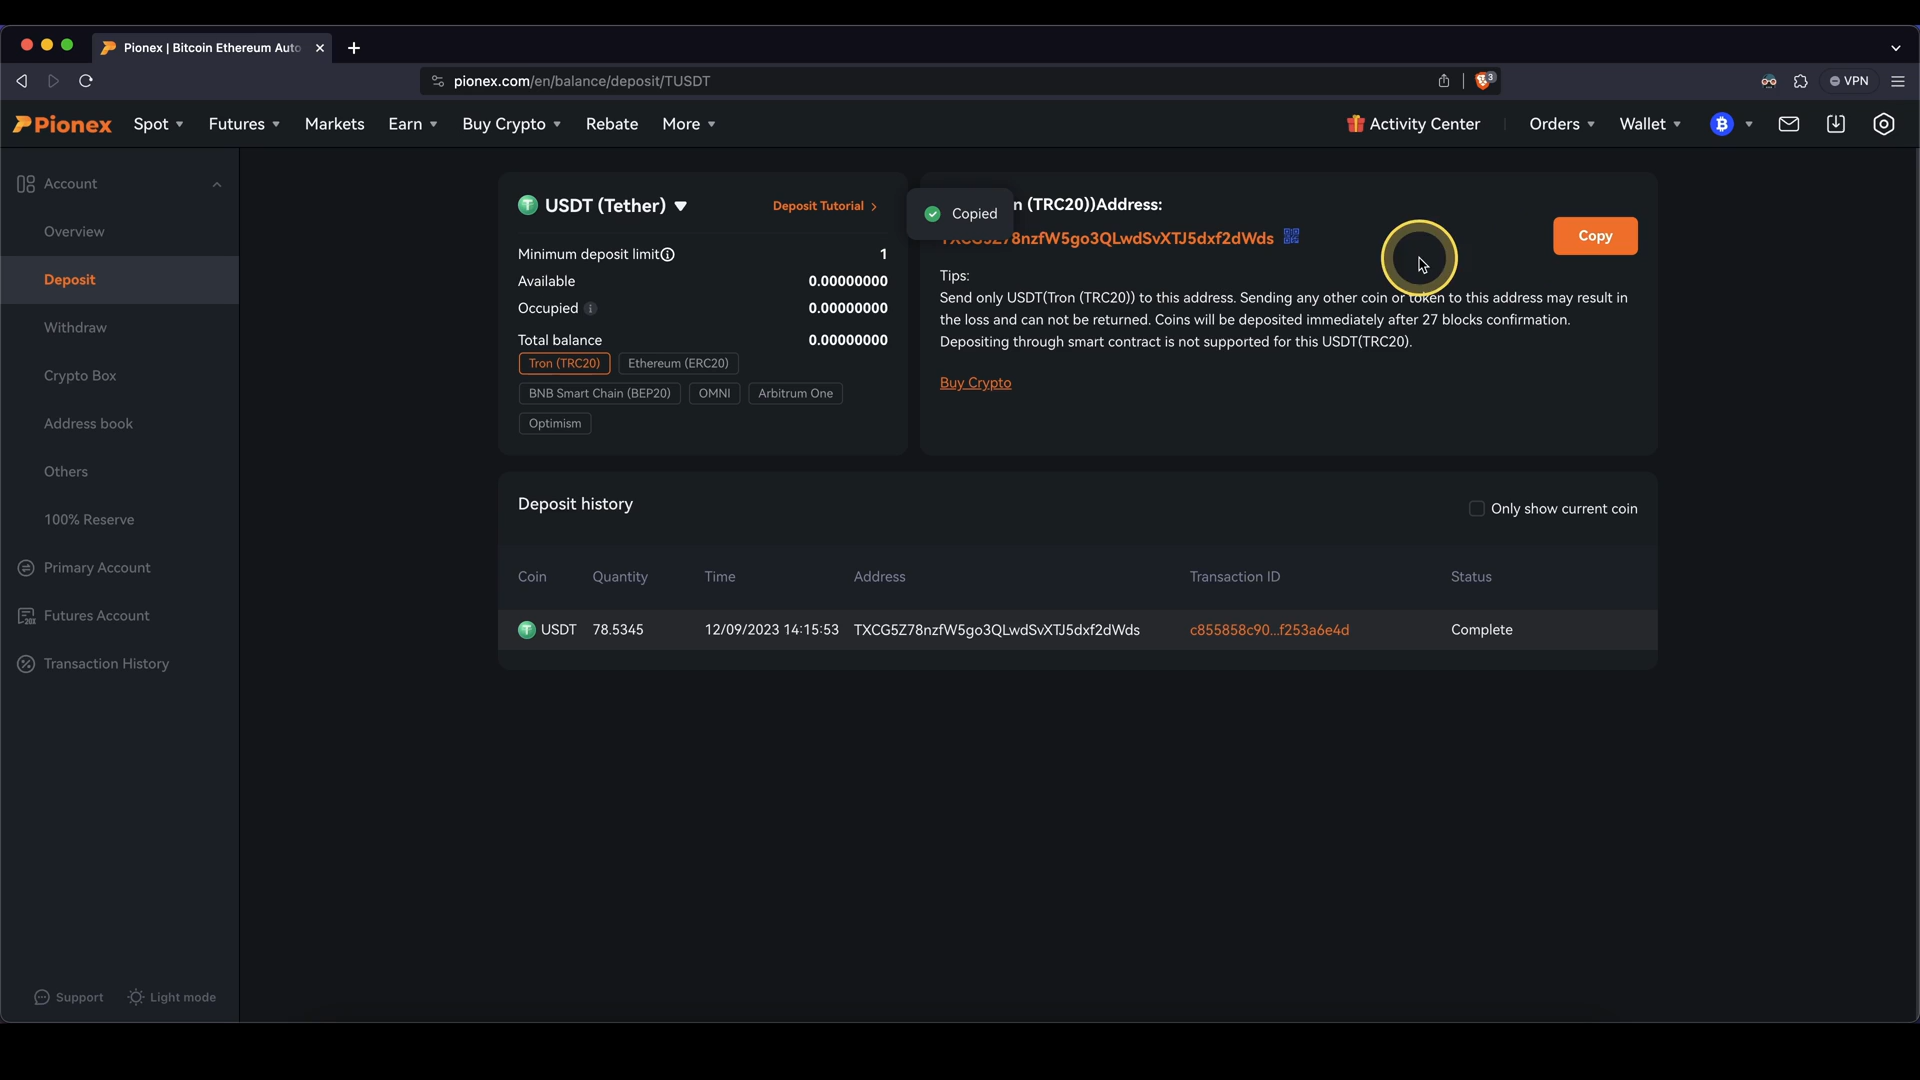 Pionex | Bitcoin Ethereum Auto
pionex.com/en/balance/deposit/TUSDT
3
VPN
Pionex Spot Futures Markets Earn Buy Crypto Rebate More Activity Center Orders Wallet
Account
Overview
Deposit
Withdraw
Crypto Box
Address book
Others
100% Reserve
Primary Account
20X
Futures Account
Transaction History
Support Light mode
USDT (Tether) Deposit Tutorial
Minimum deposit limit 1
Available 0.00000000
Occupied 0.00000000
Total balance 0.00000000
Tron (TRC20) Ethereum (ERC20)
BNB Smart Chain (BEP20) OMNI Arbitrum One
Optimism
Copied
n (TRC20))Address:
78nzfW5go3QLwdSvXTJ5dxf2dWds
Copy
Tips:
Send only USDT(Tron (TRC20)) to this address. Sending any other coin or token to this address may result in
the loss and can not be returned. Coins will be deposited immediately after 27 blocks confirmation.
Depositing through smart contract is not supported for this USDT(TRC20).
Buy Crypto
Deposit history
Only show current coin
Coin Quantity Time Address Transaction ID Status
USDT 78.5345 12/09/2023 14:15:53 TXCG5Z78nzfW5go3QLwdSvXTJ5dxf2dWds c855858c90...f253a6e4d Complete